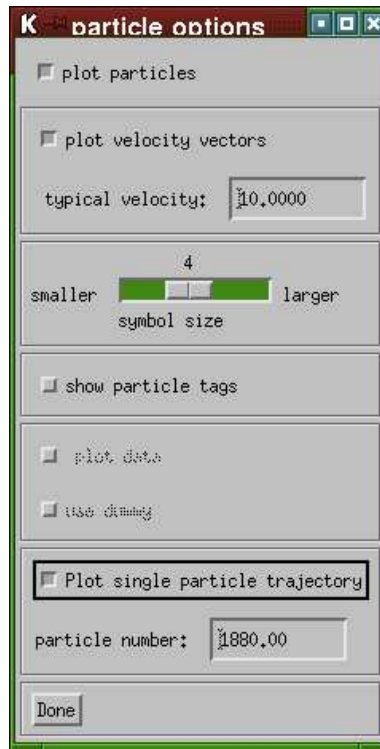 K particle options
plot particles
plot velocity vectors
typical velocity: 10.0000
4
smaller larger
symbol size
show particle tags
plot data
use dummy
Plot single particle trajectory
particle number: 1880.00
Done